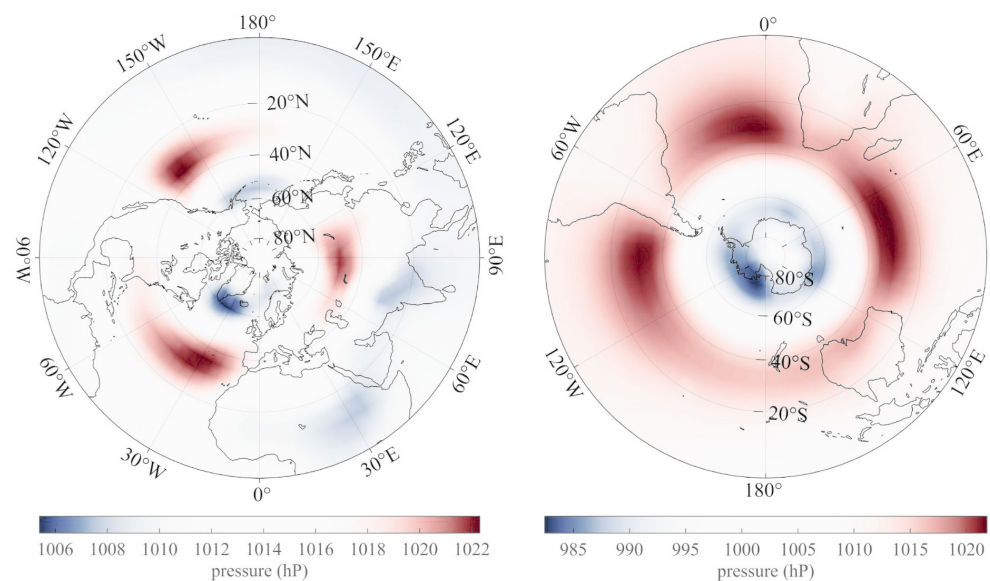 180°
150°W
150°E
120°W
120°E
90°W
90°E
60°W
60°E
30°W
30°E
0°
20°N
40°N
60°N
80°N
1006 1008 1010 1012 1014 1016 1018 1020 1022
pressure (hP)
0°
60°W
60°E
120°W
120°E
180°
80°S
60°S
40°S
20°S
985 990 995 1000 1005 1010 1015 1020
pressure (hP)